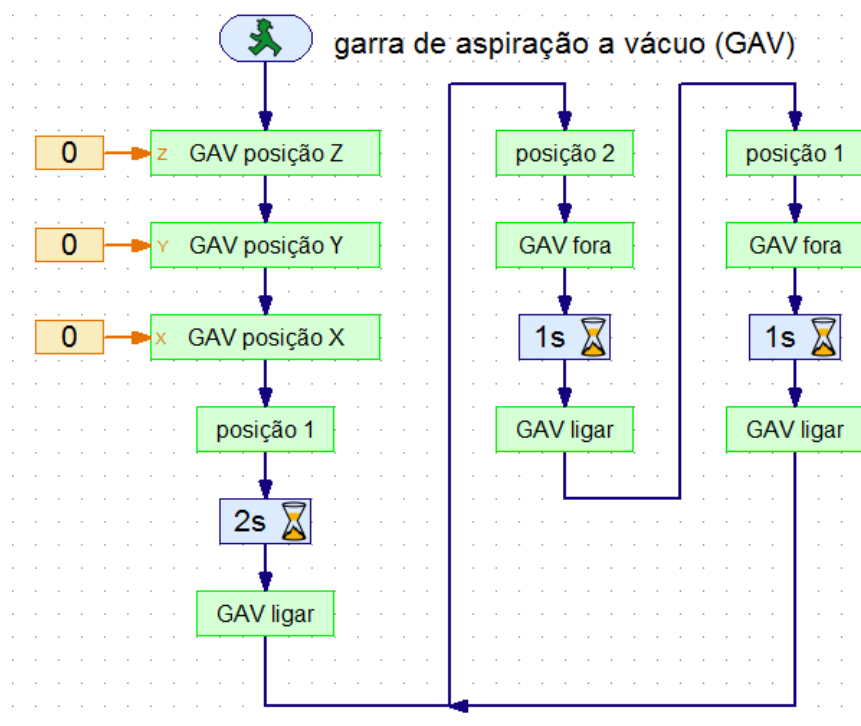 garra de aspiração a vácuo (GAV)
0
Z GAV posição Z
0
Y GAV posição Y
0
X GAV posição X
posição 1
2s
GAV ligar
posição 2
GAV fora
1s
GAV ligar
posição 1
GAV fora
1s
GAV ligar